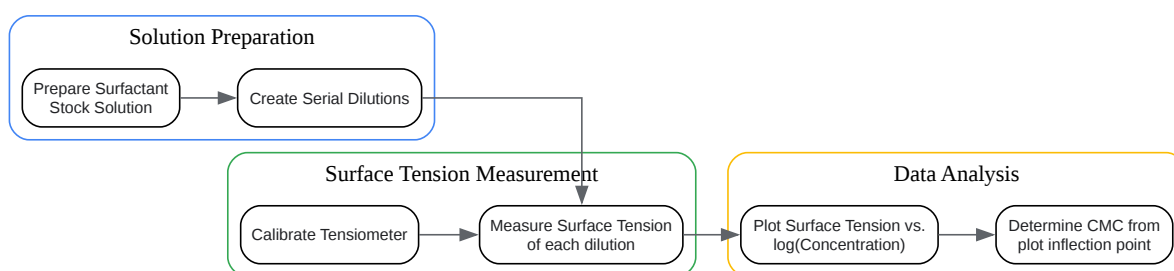 Solution Preparation
Prepare Surfactant
Stock Solution
Create Serial Dilutions
Surface Tension Measurement
Calibrate Tensiometer
Measure Surface Tension
of each dilution
Data Analysis
Plot Surface Tension vs.
log(Concentration)
Determine CMC from
plot inflection point